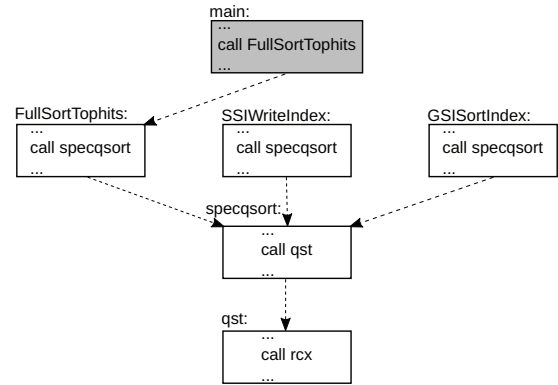 main:
...
call FullSortTophits
...
FullSortTophits:
...
call specqsort
...
SSIWriteIndex:
...
call specqsort
...
GSISortIndex:
...
call specqsort
...
specqsort:
...
call qst
...
qst:
...
call rcx
...